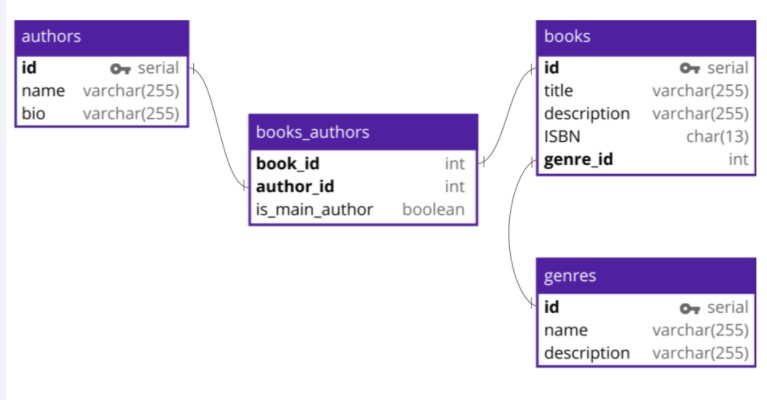 authors
id serial
name varchar(255)
bio varchar(255)
books_authors
book_id int
author_id int
is_main_author boolean
books
id serial
title varchar(255)
description varchar(255)
ISBN char(13)
genre_id int
genres
id serial
name varchar(255)
description varchar(255)